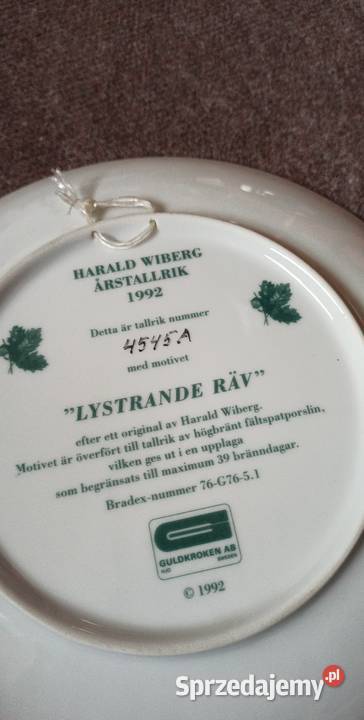 HARALD WIBERG
ÅRSTALLRIK
1992
Detta är tallrik nummer
4545A
med motivet
"LYSTRANDE RÄV"
efter ett original av Harald Wiberg.
Motivet är överfört till tallrik av högbränt fältspatporslin,
vilken ges ut i en upplaga
som begränsats till maximum 39 bränndagar.
Bradex-nummer 76-G76-5.1
GULDKROKEN AB
HJO SWEDEN
© 1992
Sprzedajemy.pl